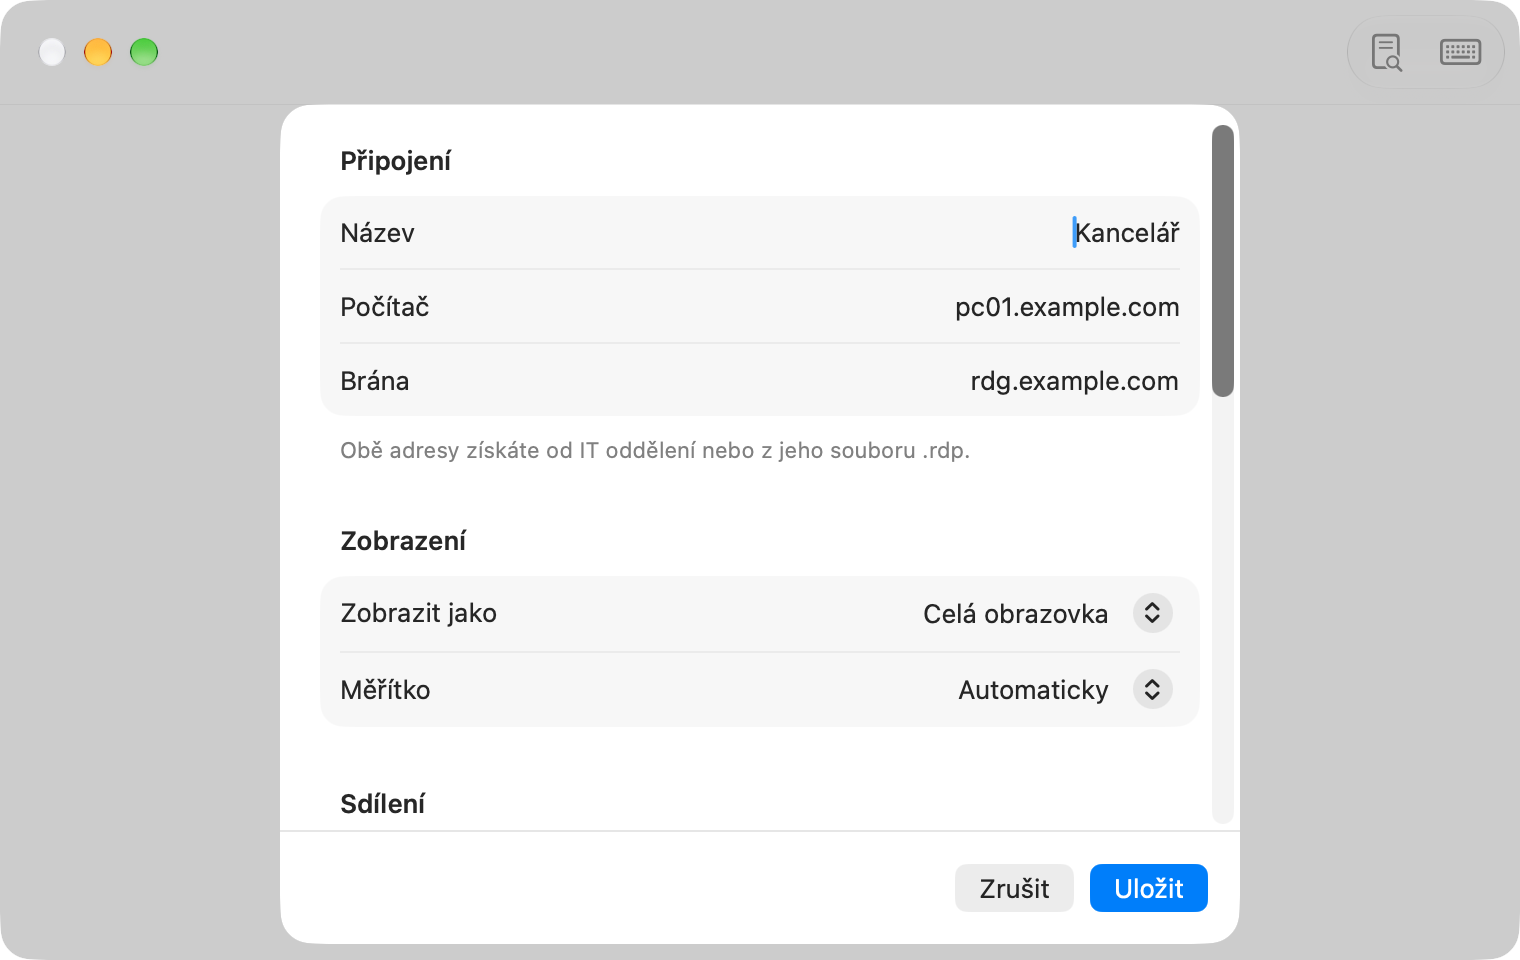 Připojení
Název Kancelář
Počítač pc01.example.com
Brána rdg.example.com
Obě adresy získáte od IT oddělení nebo z jeho souboru .rdp.
Zobrazení
Zobrazit jako Celá obrazovka
Měřítko Automaticky
Sdílení
Zrušit Uložit